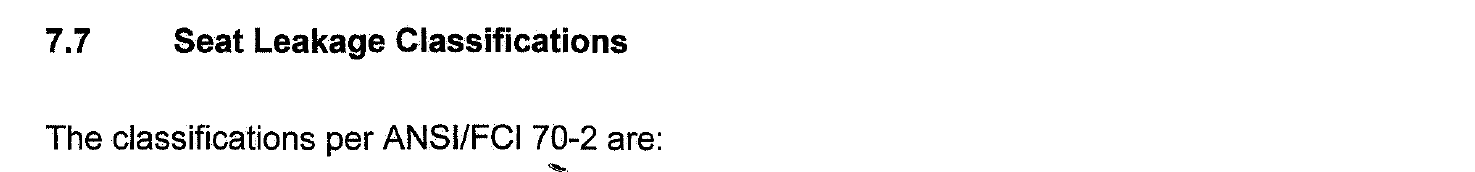 7.7 Seat Leakage Classifications
The classifications per ANSI/FCI 70-2 are: